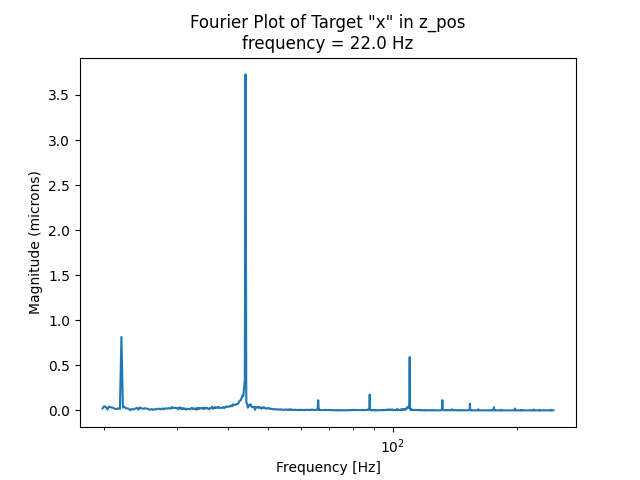 Fourier Plot of Target "x" in z_pos
frequency = 22.0 Hz
3.5
3.0
2.5
2.0
1.5
1.0
0.5
0.0
Magnitude (microns)
10²
Frequency [Hz]